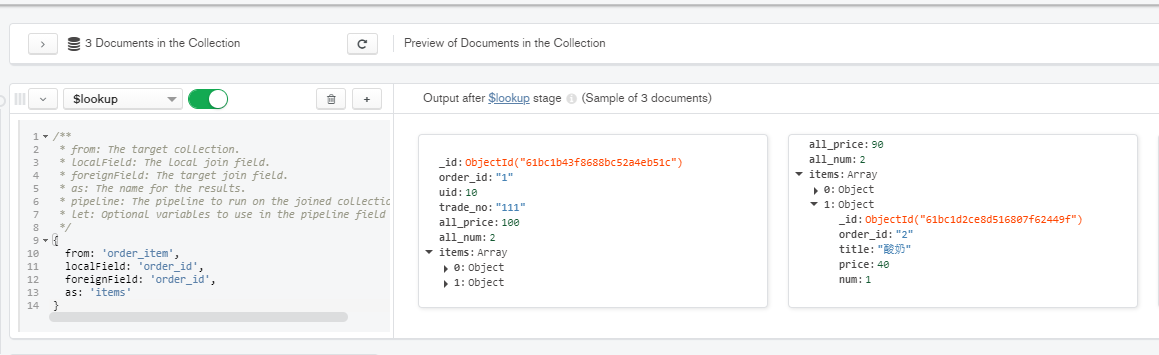 3 Documents in the Collection
Preview of Documents in the Collection
$lookup
Output after $lookup stage (Sample of 3 documents)
1 /**
2 * from: The target collection.
3 * localField: The local join field.
4 * foreignField: The target join field.
5 * as: The name for the results.
6 * pipeline: The pipeline to run on the joined collectio
7 * let: Optional variables to use in the pipeline field
8 */
9 {
10 from: 'order_item',
11 localField: 'order_id',
12 foreignField: 'order_id',
13 as: 'items'
14 }
_id: ObjectId("61bc1b43f8688bc52a4eb51c")
order_id: "1"
uid: 10
trade_no: "111"
all_price: 100
all_num: 2
items: Array
0: Object
1: Object
all_price: 90
all_num: 2
items: Array
0: Object
1: Object
_id: ObjectId("61bc1d2ce8d516807f62449f")
order_id: "2"
title: "酸奶"
price: 40
num: 1